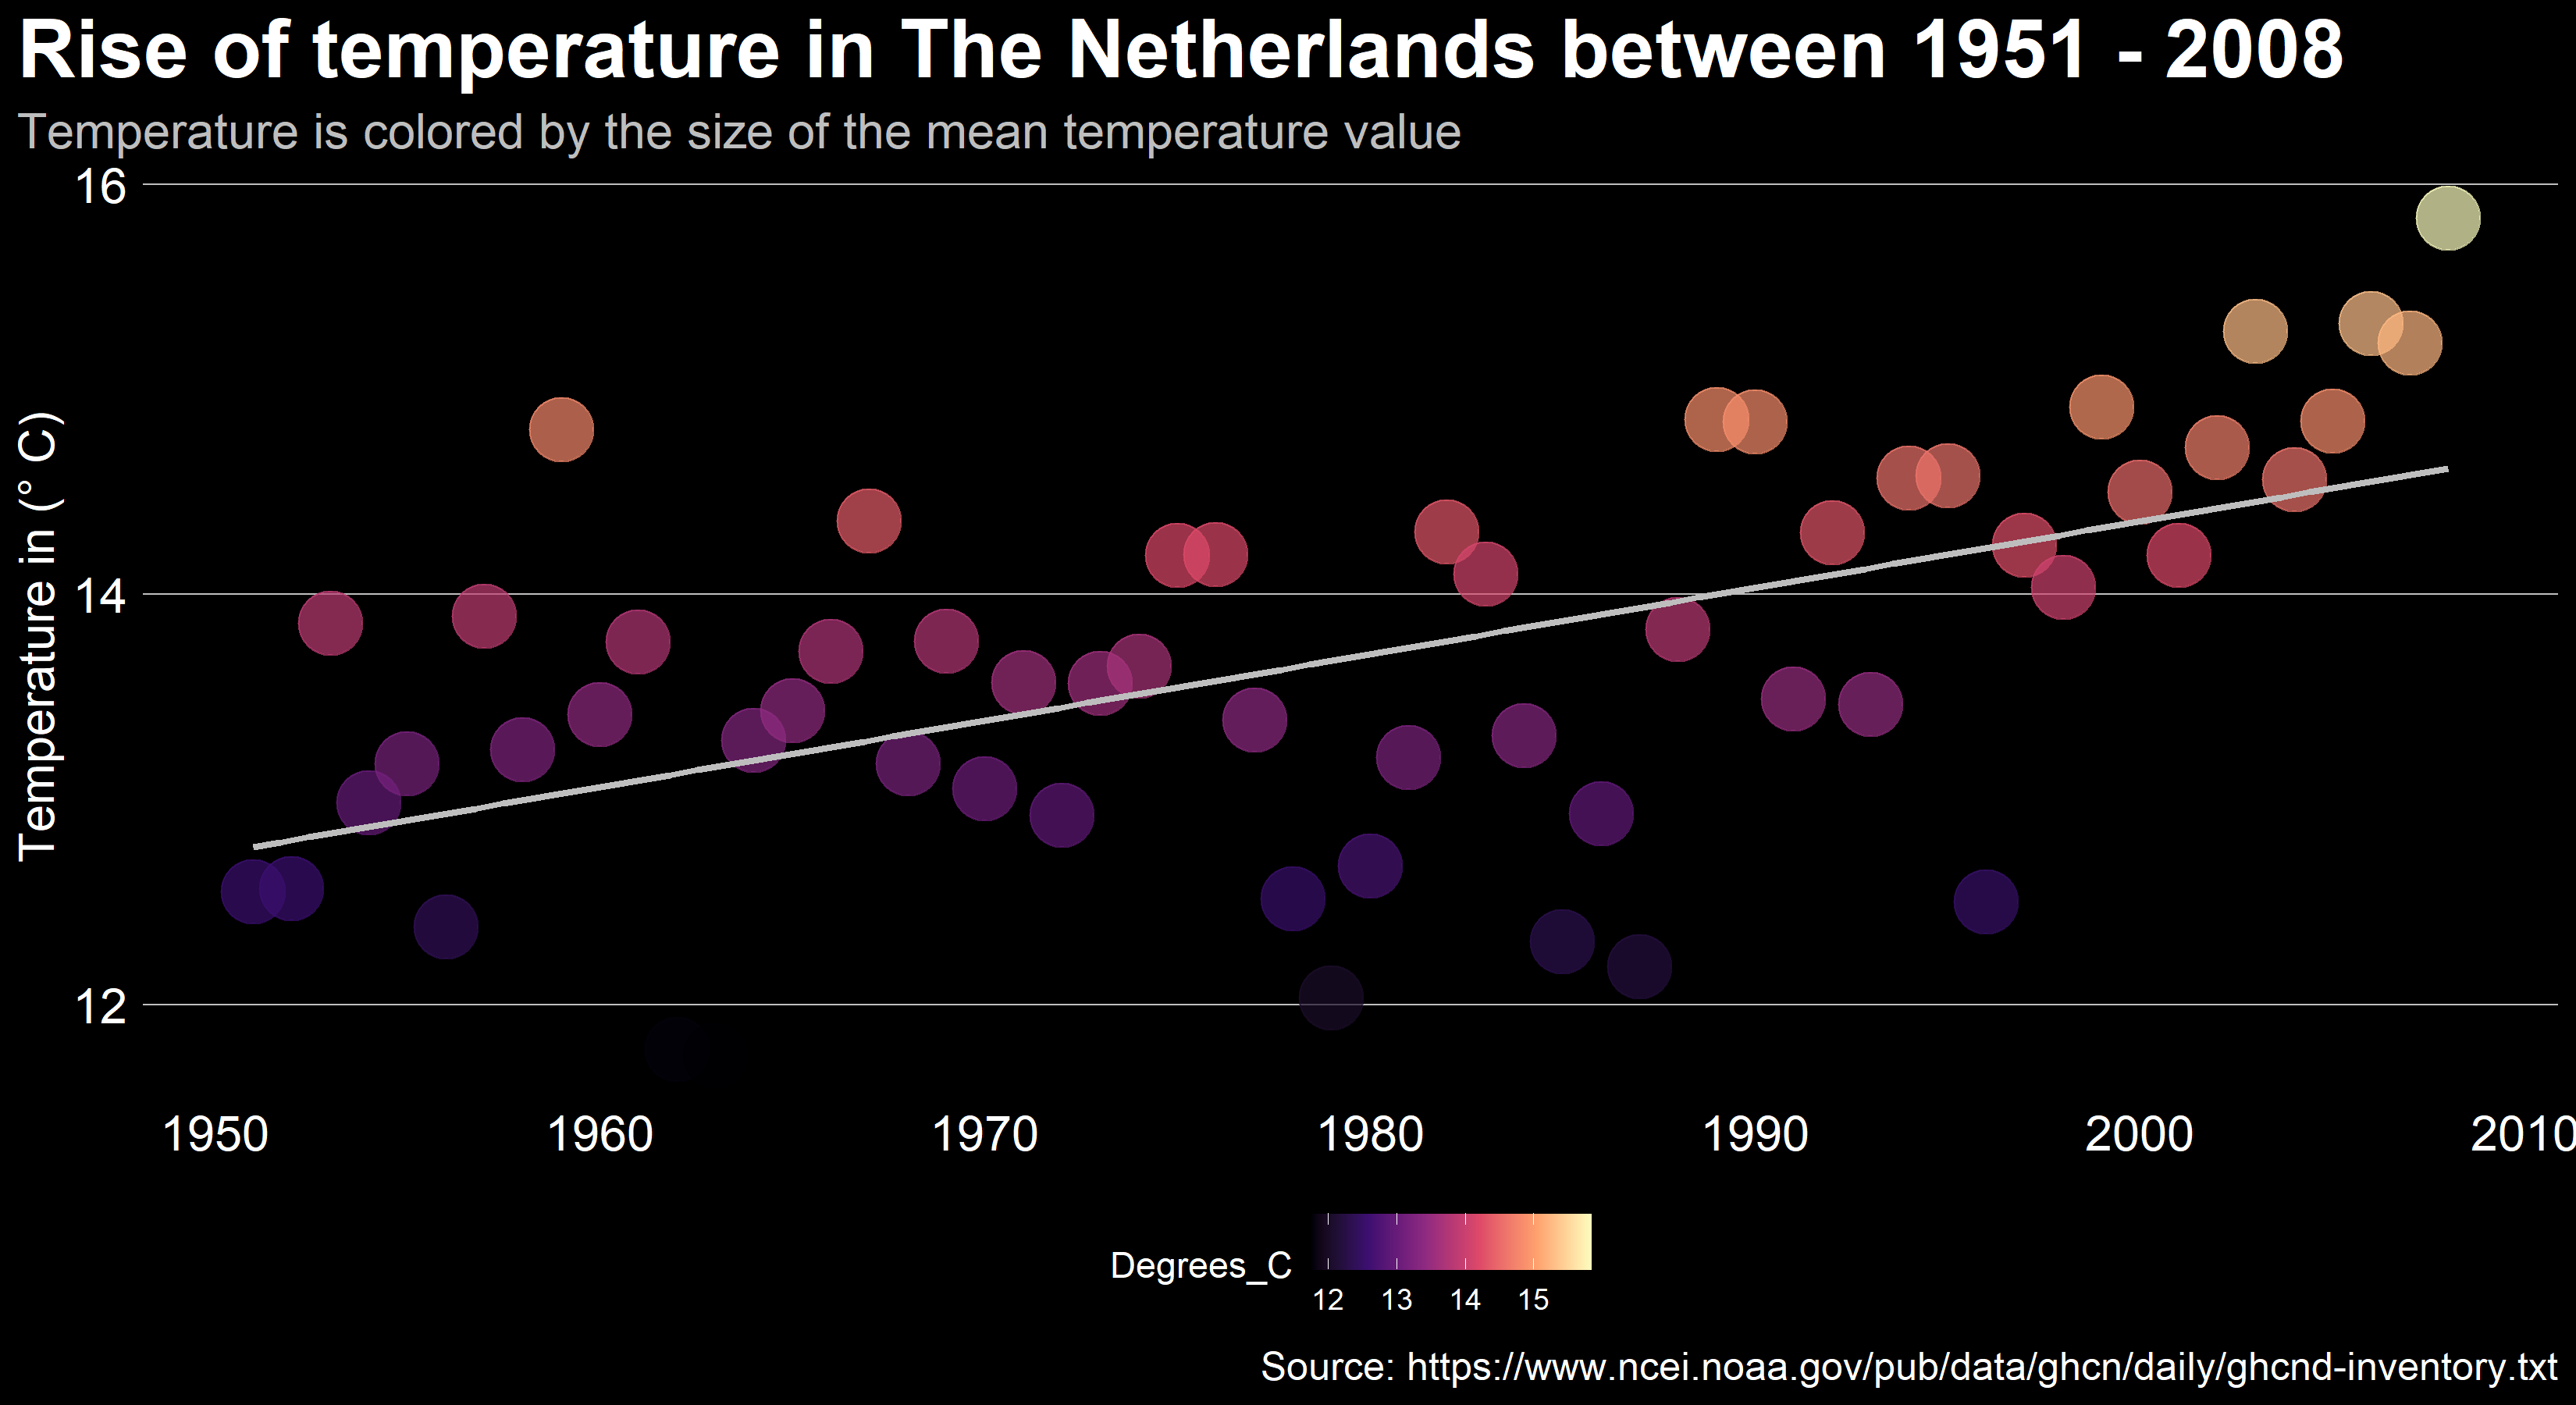 Rise of temperature in The Netherlands between 1951 - 2008
Temperature is colored by the size of the mean temperature value
16
14
12
Temperature in (° C)
1950 1960 1970 1980 1990 2000 2010
Degrees_C
12 13 14 15
Source: https://www.ncei.noaa.gov/pub/data/ghcn/daily/ghcnd-inventory.txt